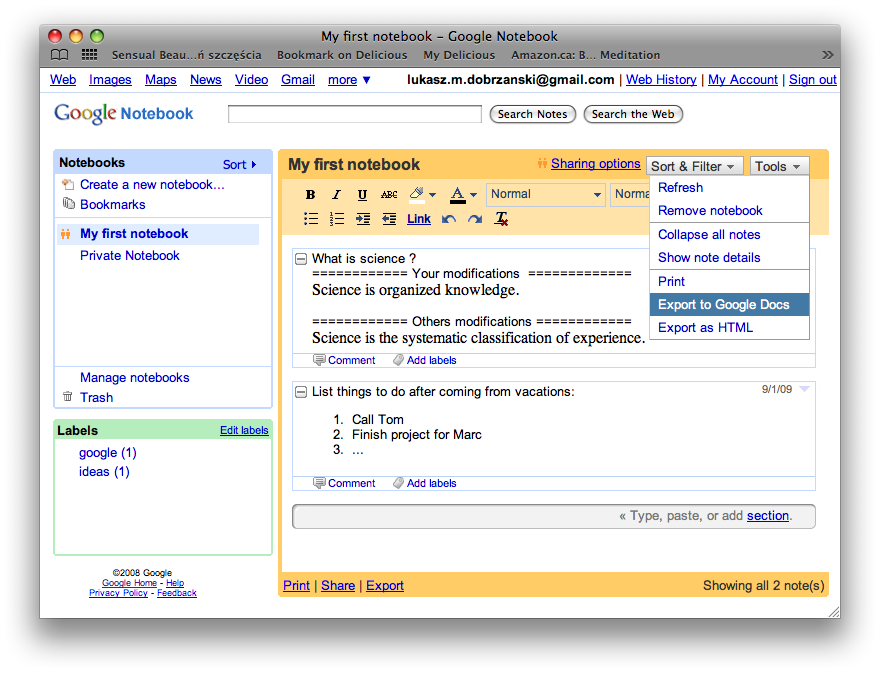 My first notebook – Google Notebook
Sensual Beau...ń szczęścia Bookmark on Delicious My Delicious Amazon.ca: B... Meditation »
Web Images Maps News Video Gmail more ▼ lukasz.m.dobrzanski@gmail.com | Web History | My Account | Sign out
Google Notebook Search Notes Search the Web
Notebooks Sort
Create a new notebook...
Bookmarks
My first notebook
Private Notebook
Manage notebooks
Trash
Labels Edit labels
google (1)
ideas (1)
©2008 Google
Google Home - Help
Privacy Policy - Feedback
My first notebook Sharing options Sort & Filter Tools
B I U ABC A Normal Norma
Link T
Refresh
Remove notebook
Collapse all notes
Show note details
Print
Export to Google Docs
Export as HTML
What is science ?
============ Your modifications =============
Science is organized knowledge.
============ Others modifications ============
Science is the systematic classification of experience.
Comment Add labels
List things to do after coming from vacations: 9/1/09
1. Call Tom
2. Finish project for Marc
3. ...
Comment Add labels
« Type, paste, or add section.
Print | Share | Export Showing all 2 note(s)